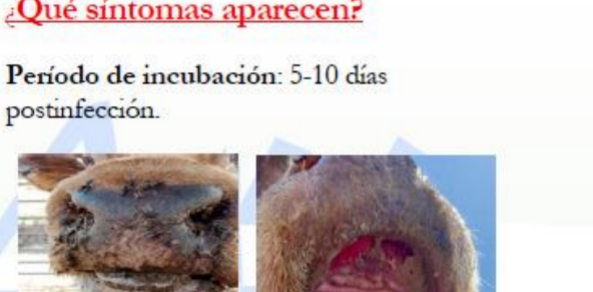 ¿Qué síntomas aparecen?
Período de incubación: 5-10 días
postinfección.